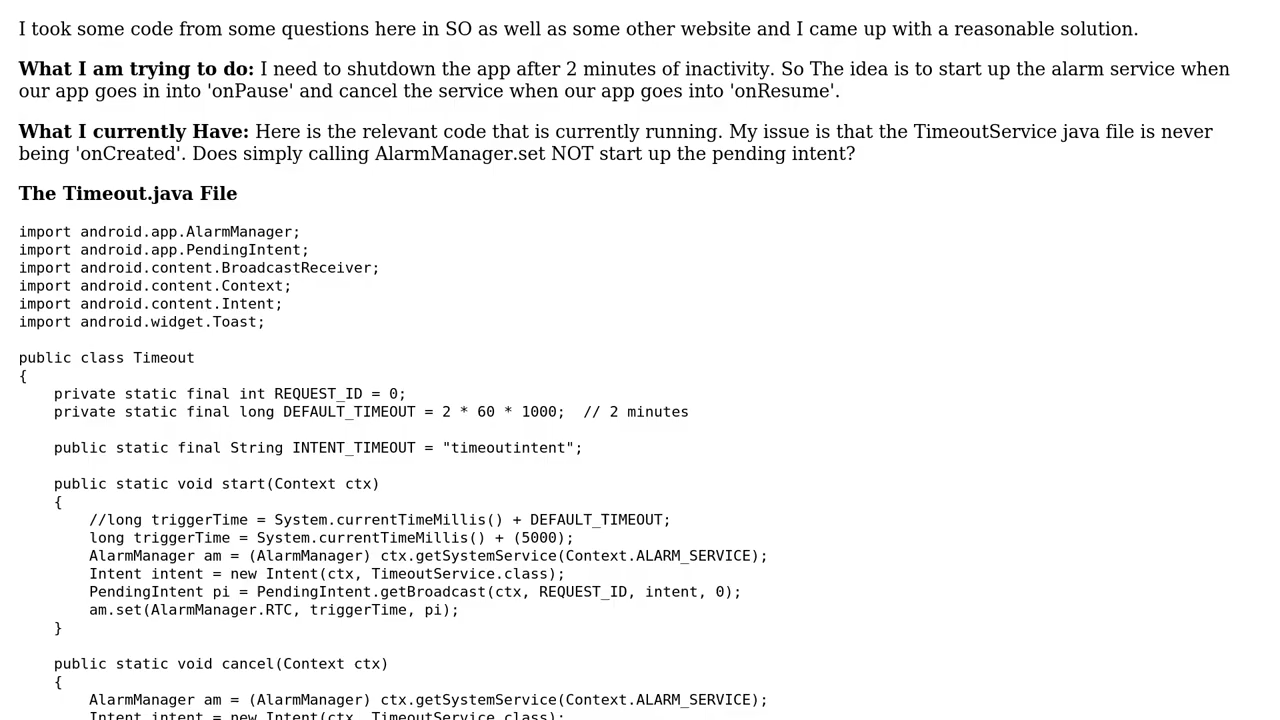 I took some code from some questions here in SO as well as some other website and I came up with a reasonable solution.
What I am trying to do: I need to shutdown the app after 2 minutes of inactivity. So The idea is to start up the alarm service when
our app goes in into 'onPause' and cancel the service when our app goes into 'onResume'.
What I currently Have: Here is the relevant code that is currently running. My issue is that the TimeoutService java file is never
being 'onCreated'. Does simply calling AlarmManager.set NOT start up the pending intent?
The Timeout.java File
import android.app.AlarmManager;
import android.app.PendingIntent;
import android.content.BroadcastReceiver;
import android.content.Context;
import android.content.Intent;
import android.widget.Toast;
public class Timeout
{
    private static final int REQUEST_ID = 0;
    private static final long DEFAULT_TIMEOUT = 2 * 60 * 1000;  // 2 minutes
    public static final String INTENT_TIMEOUT = "timeoutintent";
    public static void start(Context ctx)
    {
        //long triggerTime = System.currentTimeMillis() + DEFAULT_TIMEOUT;
        long triggerTime = System.currentTimeMillis() + (5000);
        AlarmManager am = (AlarmManager) ctx.getSystemService(Context.ALARM_SERVICE);
        Intent intent = new Intent(ctx, TimeoutService.class);
        PendingIntent pi = PendingIntent.getBroadcast(ctx, REQUEST_ID, intent, 0);
        am.set(AlarmManager.RTC, triggerTime, pi);
    }
    public static void cancel(Context ctx)
    {
        AlarmManager am = (AlarmManager) ctx.getSystemService(Context.ALARM_SERVICE);
        Intent intent = new Intent(ctx, TimeoutService.class);